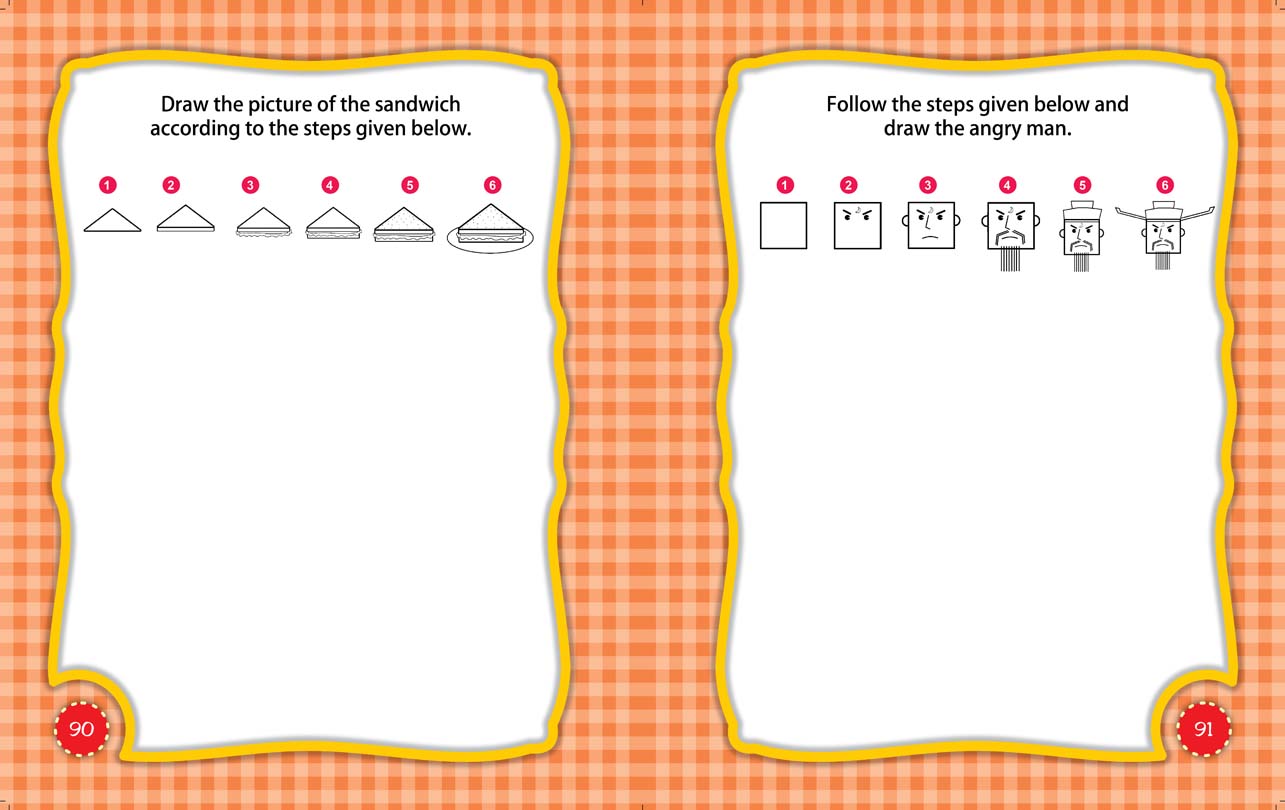 Draw the picture of the sandwich
according to the steps given below.
1 2 3 4 5 6
90
Follow the steps given below and
draw the angry man.
1 2 3 4 5 6
91